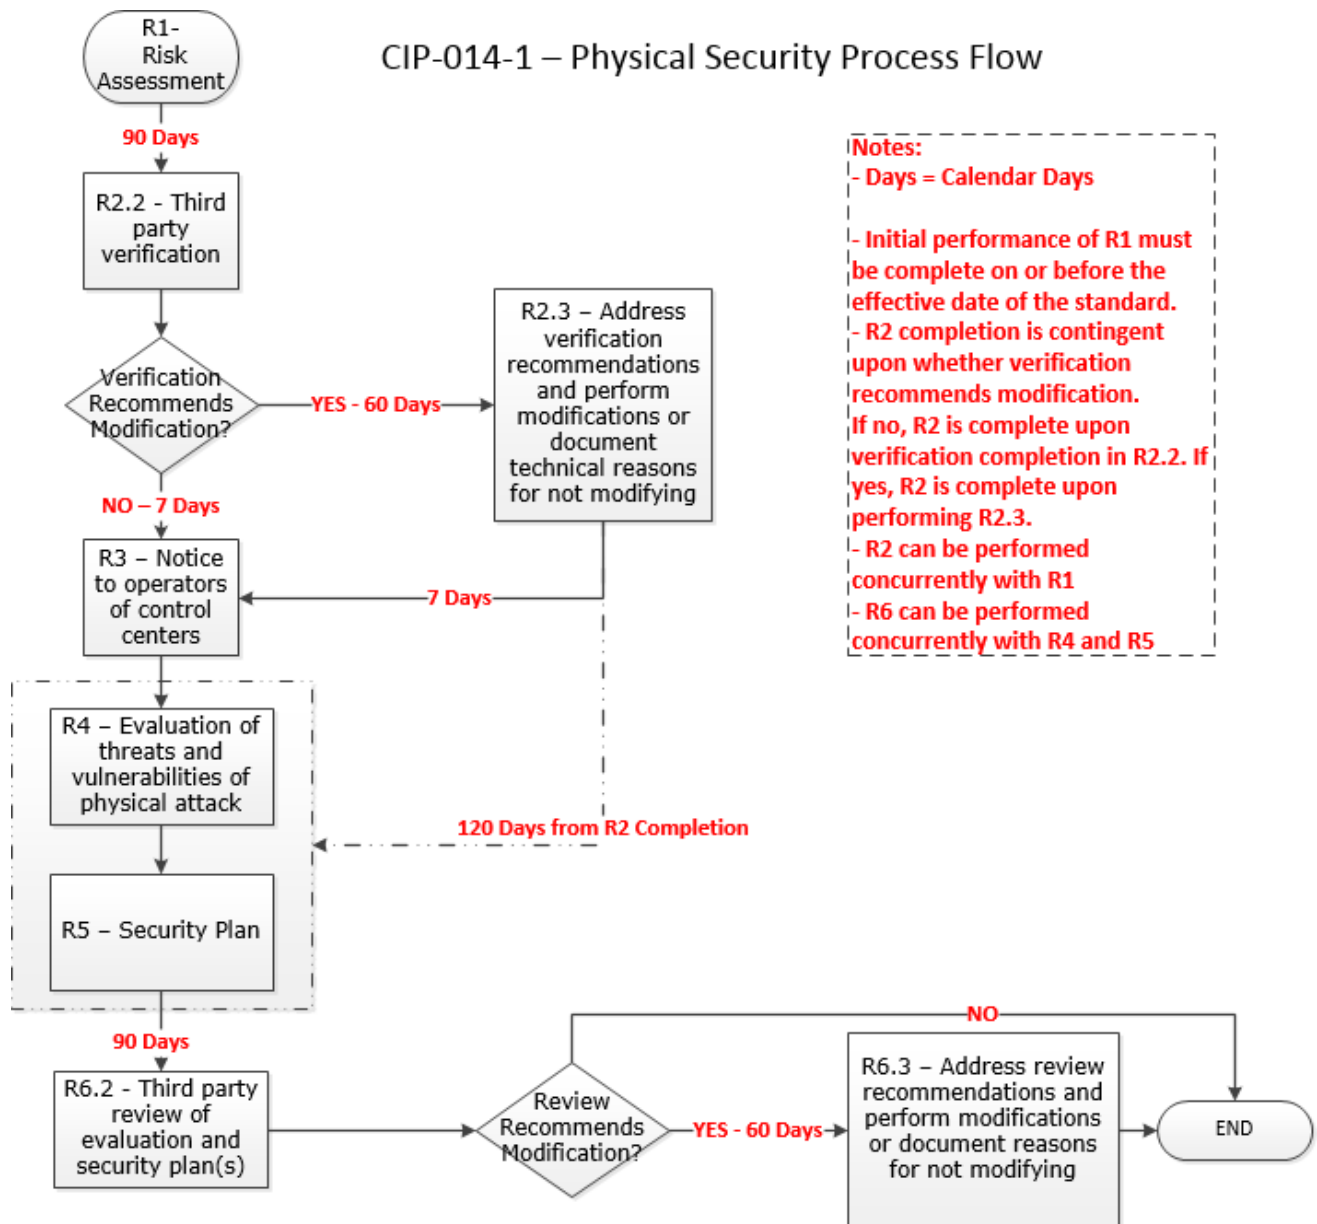 R1-
Risk
Assessment
CIP-014-1 – Physical Security Process Flow
90 Days
Notes:
- Days = Calendar Days
- Initial performance of R1 must
be complete on or before the
effective date of the standard.
- R2 completion is contingent
upon whether verification
recommends modification.
If no, R2 is complete upon
verification completion in R2.2. If
yes, R2 is complete upon
performing R2.3.
- R2 can be performed
concurrently with R1
- R6 can be performed
concurrently with R4 and R5
R2.2 - Third
party
verification
Verification
Recommends
Modification?
YES - 60 Days
R2.3 – Address
verification
recommendations
and perform
modifications or
document
technical reasons
for not modifying
NO – 7 Days
R3 – Notice
to operators
of control
centers
7 Days
R4 – Evaluation of
threats and
vulnerabilities of
physical attack
120 Days from R2 Completion
R5 – Security Plan
90 Days
R6.2 - Third party
review of
evaluation and
security plan(s)
Review
Recommends
Modification?
NO
YES - 60 Days
R6.3 – Address review
recommendations and
perform modifications
or document reasons
for not modifying
END